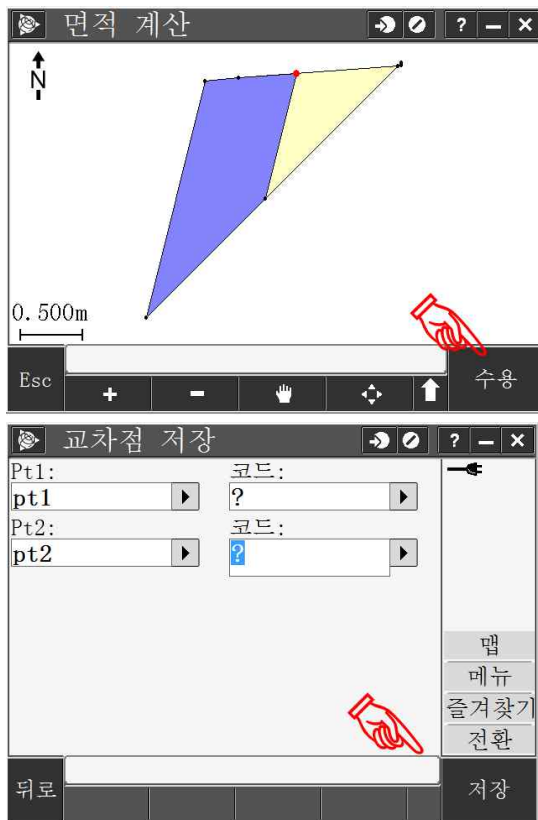 면적 계산
? － ×
N
0.500m
Esc
+ － 수용
교차점 저장
? － ×
Pt1: 코드:
pt1 ?
Pt2: 코드:
pt2 ?
맵
메뉴
즐겨찾기
전환
뒤로 저장